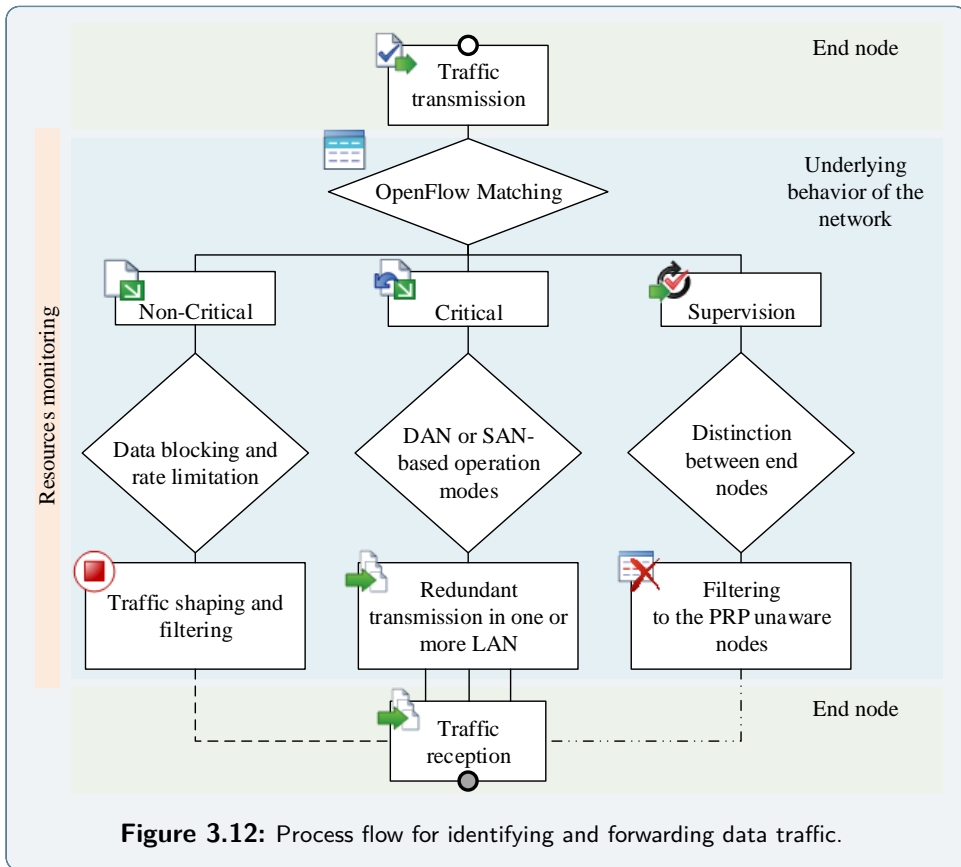 End node
Traffic
transmission
Resources monitoring
Underlying
behavior of the
network
OpenFlow Matching
Non-Critical
Critical
Supervision
Data blocking and
rate limitation
DAN or SAN-
based operation
modes
Distinction
between end
nodes
Traffic shaping and
filtering
Redundant
transmission in one or
more LAN
Filtering
to the PRP unaware
nodes
End node
Traffic
reception
Figure 3.12: Process flow for identifying and forwarding data traffic.